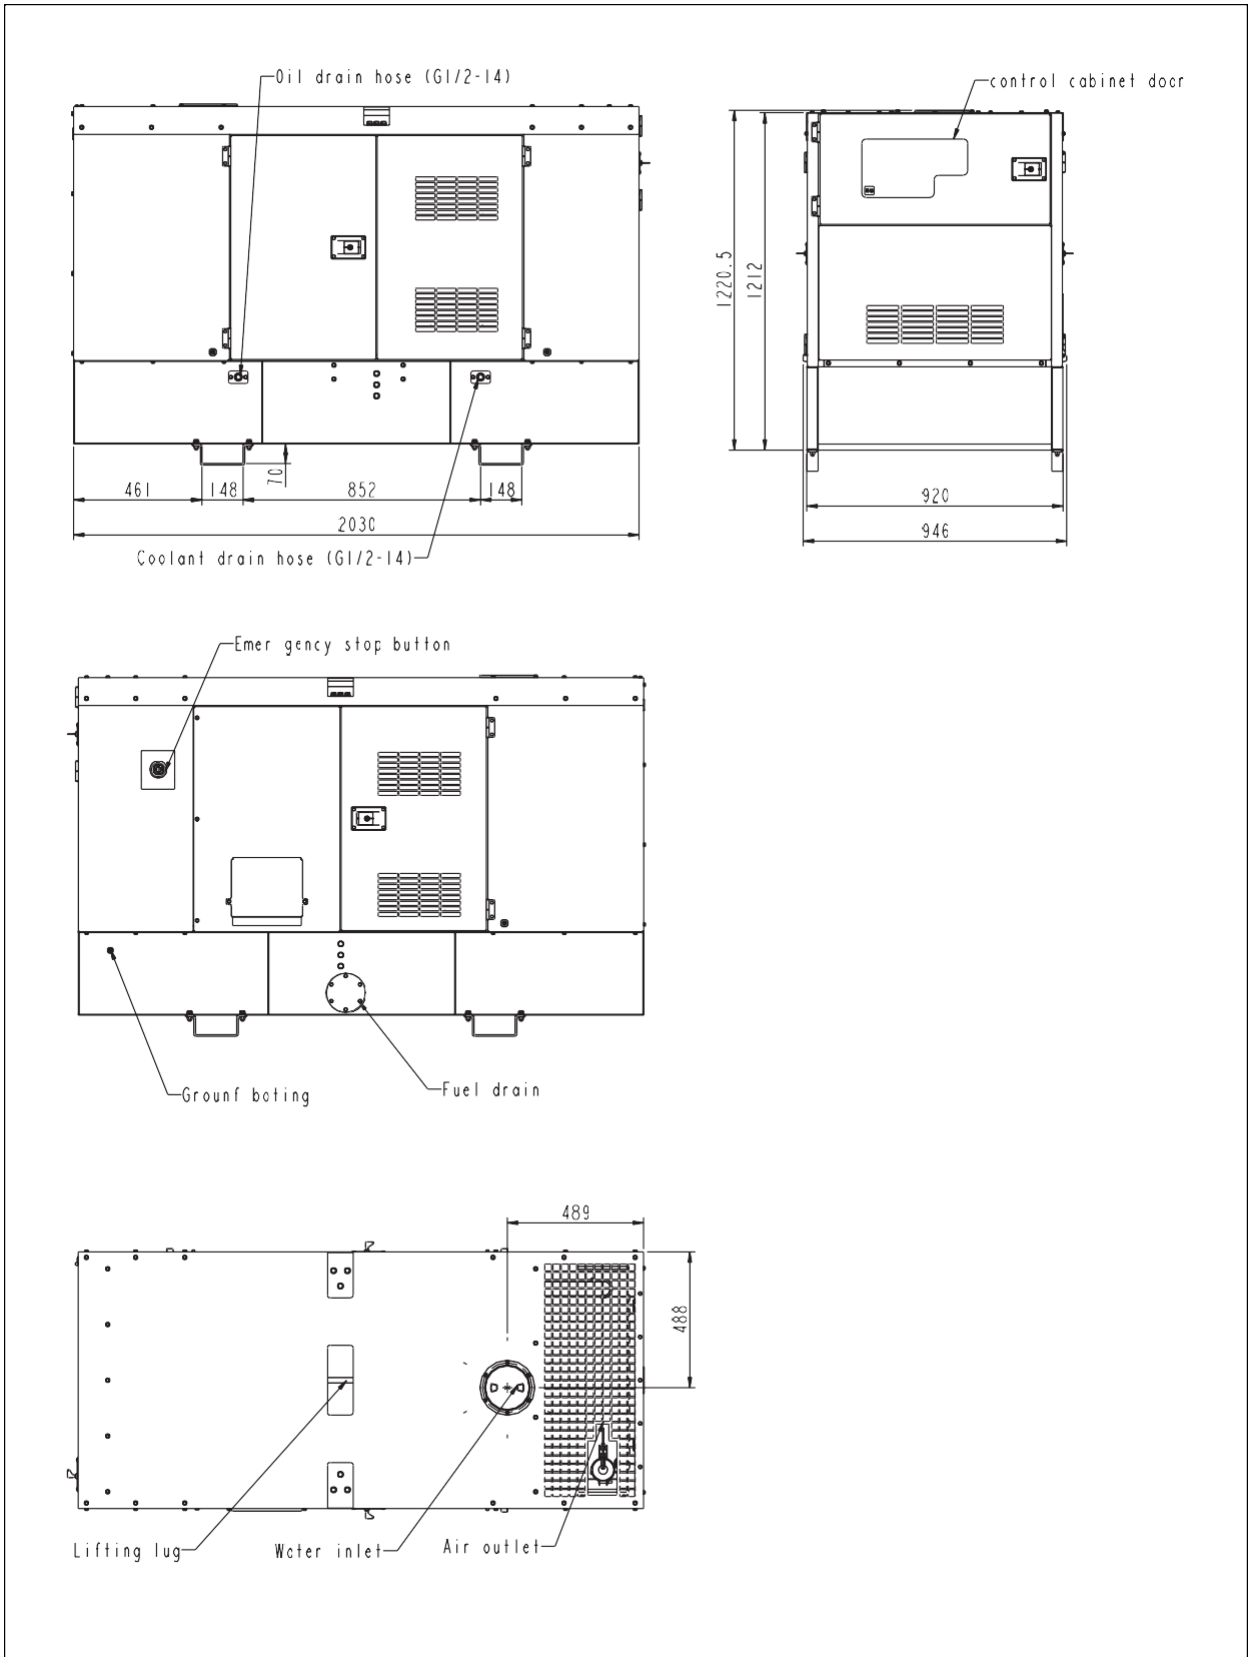 Oil drain hose (G1/2-14)
control cabinet door
1220.5
1212
70
461
148
852
148
2030
920
946
Coolant drain hose (G1/2-14)
Emer gency stop button
Grounf boting
Fuel drain
489
488
Lifting lug
Water inlet
Air outlet